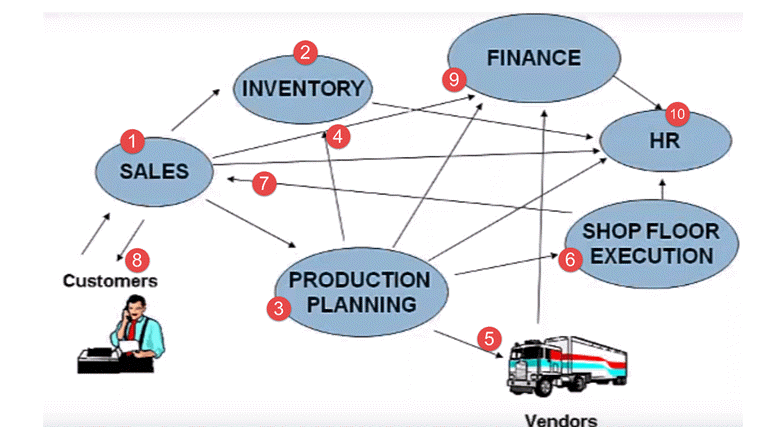 2
INVENTORY
FINANCE
9
10
HR
1
SALES
4
7
8
Customers
3
PRODUCTION
PLANNING
SHOP FLOOR
EXECUTION
6
5
Vendors